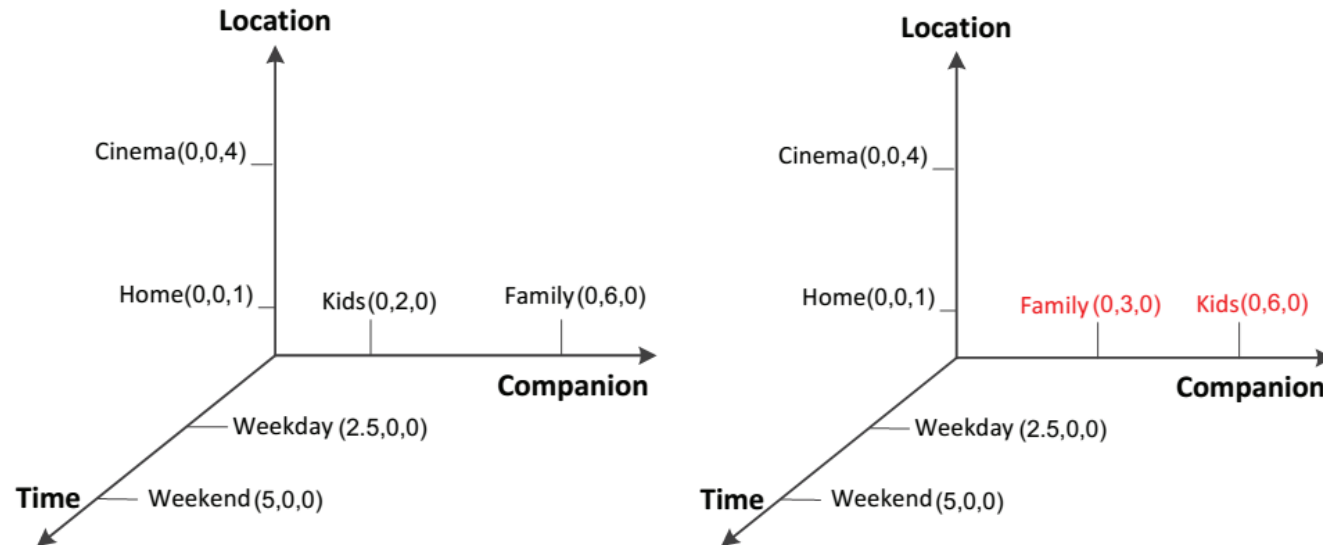 Location
Cinema(0,0,4)
Home(0,0,1)
Kids(0,2,0)
Family(0,6,0)
Companion
Weekday (2.5,0,0)
Time
Weekend(5,0,0)
Location
Cinema(0,0,4)
Home(0,0,1)
Family(0,3,0)
Kids(0,6,0)
Companion
Weekday (2.5,0,0)
Time
Weekend(5,0,0)